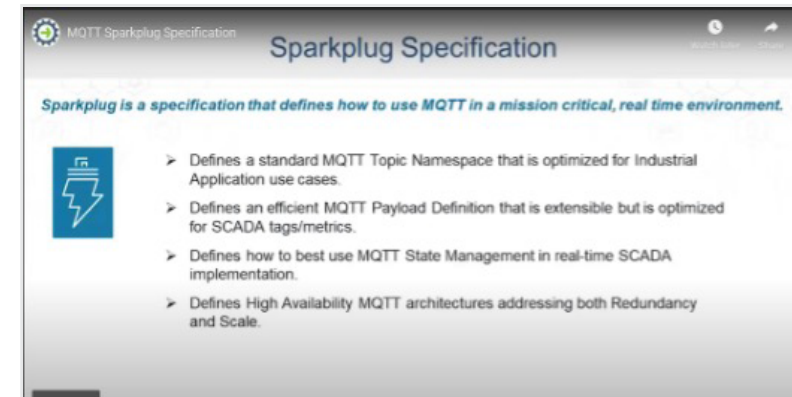 MQTT Sparkplug Specification
Sparkplug Specification
Watch later
Share
Sparkplug is a specification that defines how to use MQTT in a mission critical, real time environment.
➢ Defines a standard MQTT Topic Namespace that is optimized for Industrial
Application use cases.
➢ Defines an efficient MQTT Payload Definition that is extensible but is optimized
for SCADA tags/metrics.
➢ Defines how to best use MQTT State Management in real-time SCADA
implementation.
➢ Defines High Availability MQTT architectures addressing both Redundancy
and Scale.